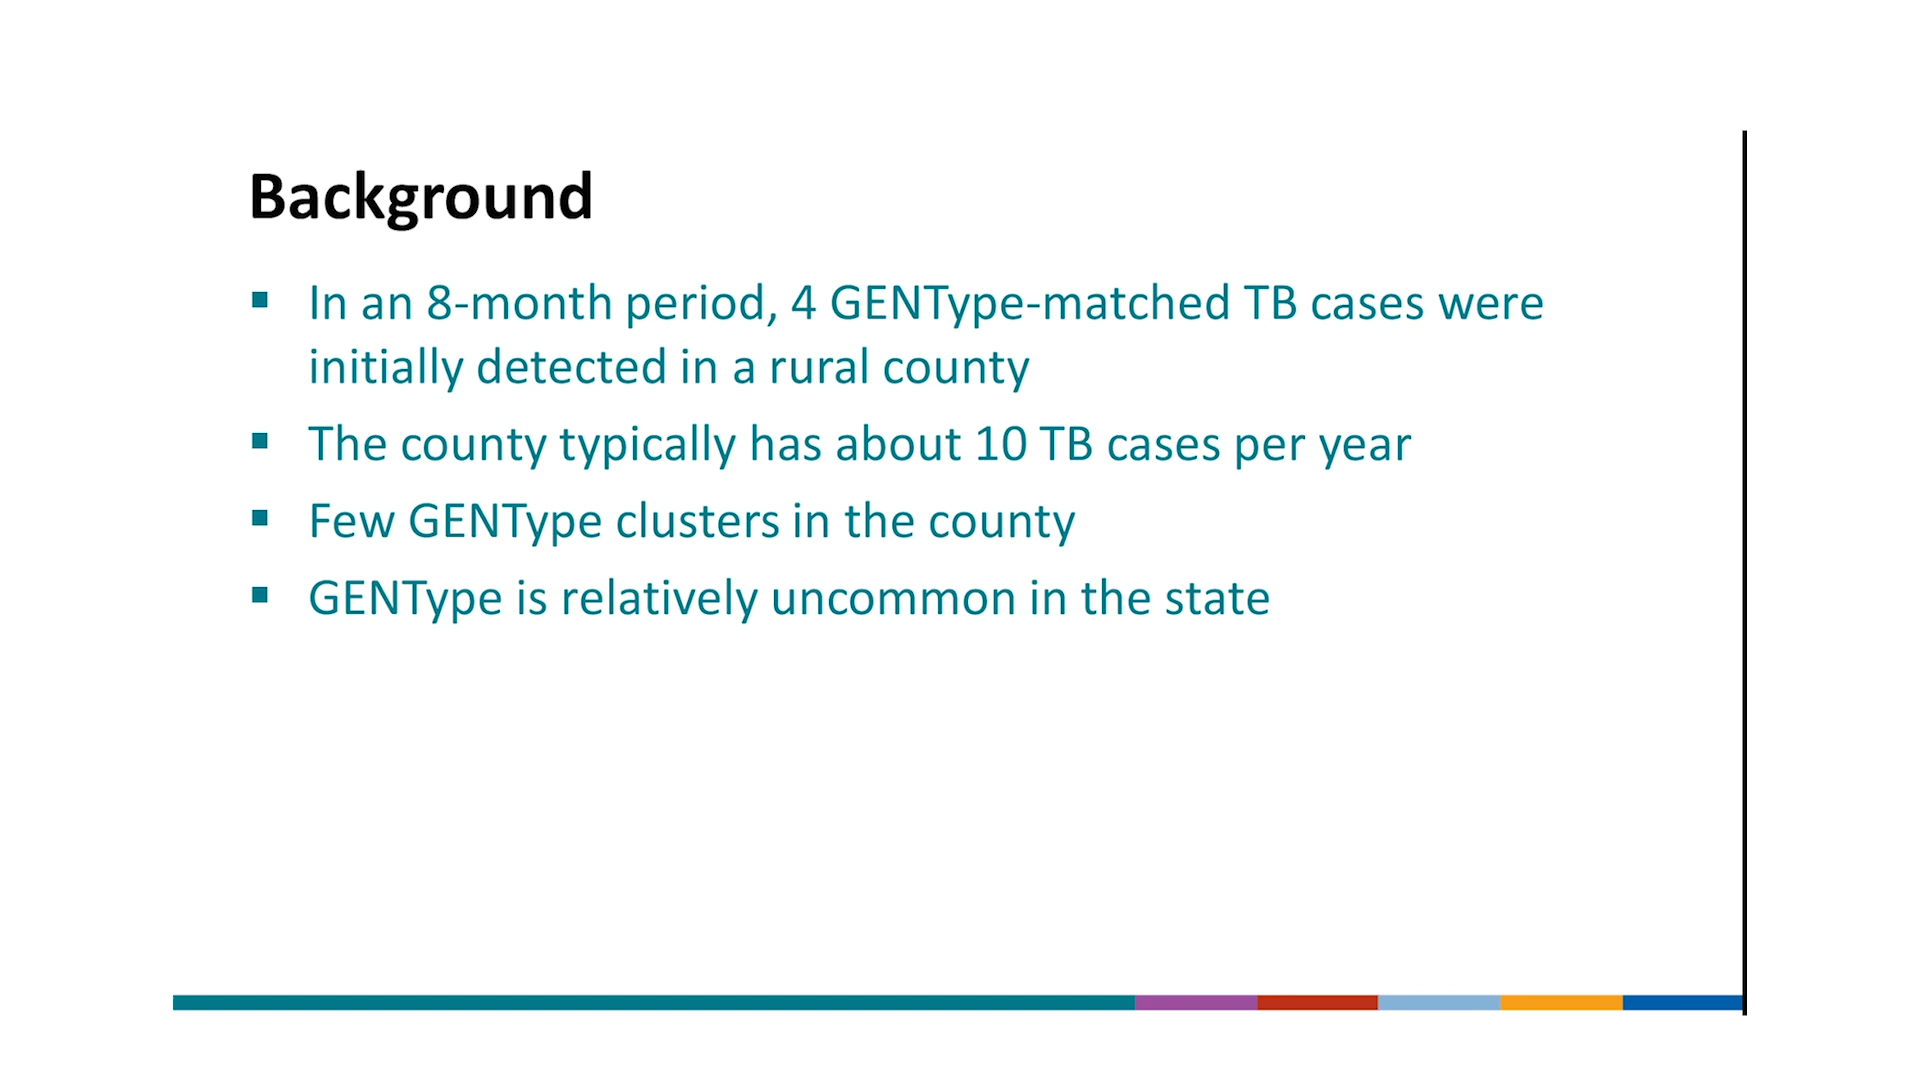 Background
▪ In an 8-month period, 4 GENType-matched TB cases were
initially detected in a rural county
▪ The county typically has about 10 TB cases per year
▪ Few GENType clusters in the county
▪ GENType is relatively uncommon in the state